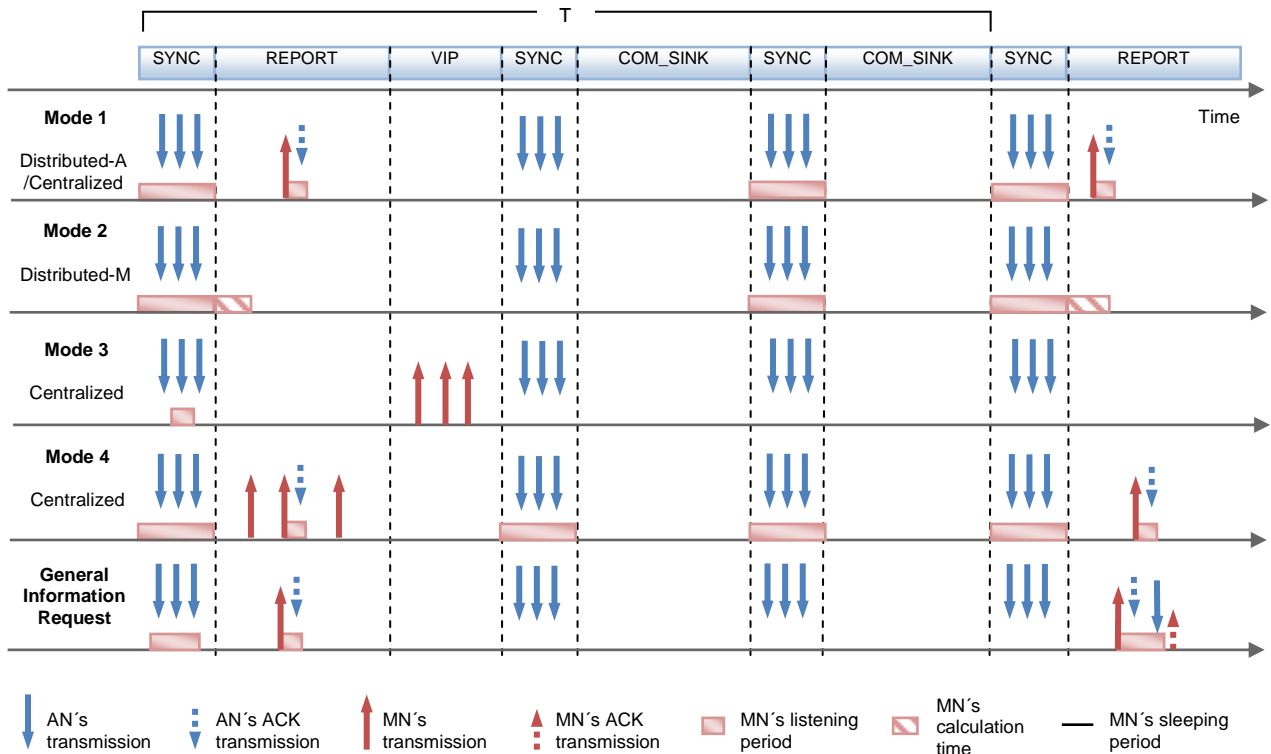 T
SYNC REPORT VIP SYNC COM_SINK SYNC COM_SINK SYNC REPORT
Time
Mode 1
Distributed-A
/Centralized
Mode 2
Distributed-M
Mode 3
Centralized
Mode 4
Centralized
General
Information
Request
AN´s
transmission
AN´s ACK
transmission
MN´s
transmission
MN´s ACK
transmission
MN´s listening
period
MN´s
calculation
time
MN´s sleeping
period